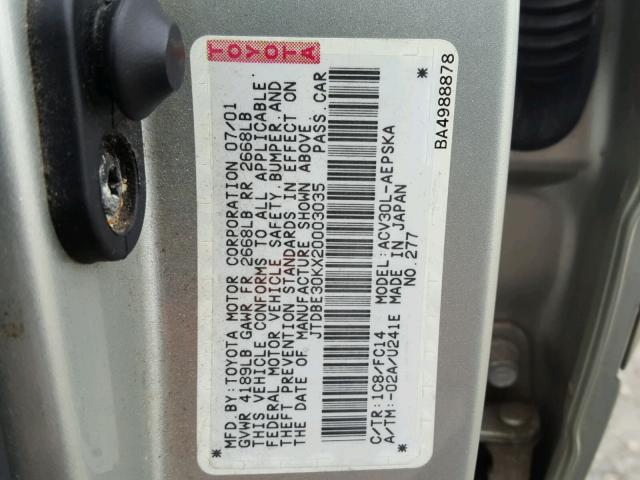 TOYOTA
MFD.BY:TOYOTA MOTOR CORPORATION 07/01
GVWR 4189LB GAWR FR 2668LB RR 2668LB
THIS VEHICLE CONFORMS TO ALL APPLICABLE
FEDERAL MOTOR VEHICLE SAFETY,BUMPER,AND
THEFT PREVENTION STANDARDS IN EFFECT ON
THE DATE OF MANUFACTURE SHOWN ABOVE.
JTDBE30KX20003035 PASS.CAR
C/TR:1C8/FC14 MODEL:ACV30L-AEPSKA
A/TM:-02A/U241E MADE IN JAPAN
NO.277
* *
BA4988878